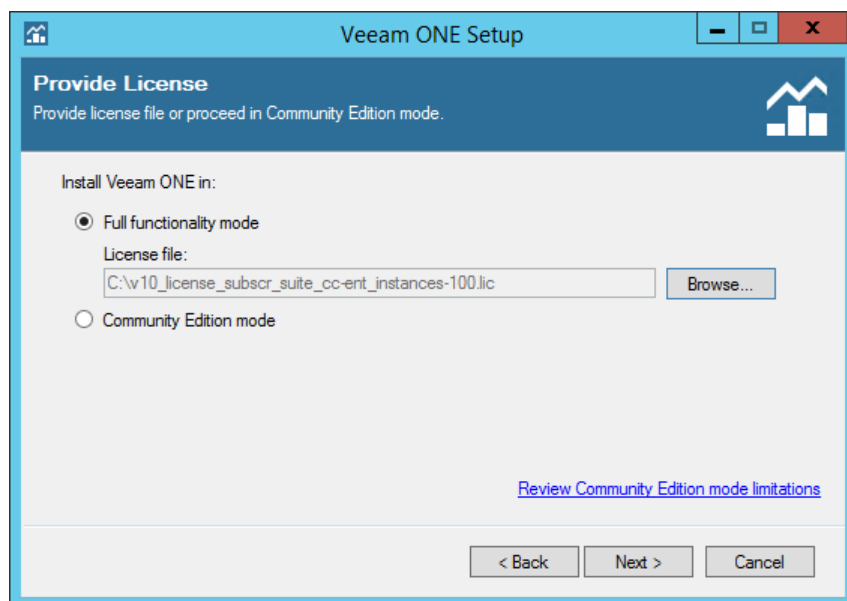 Veeam ONE Setup
Provide License
Provide license file or proceed in Community Edition mode.
Install Veeam ONE in:
Full functionality mode
License file:
C:\v10_license_subscr_suite_cc-ent_instances-100.lic
Browse...
Community Edition mode
Review Community Edition mode limitations
< Back Next > Cancel